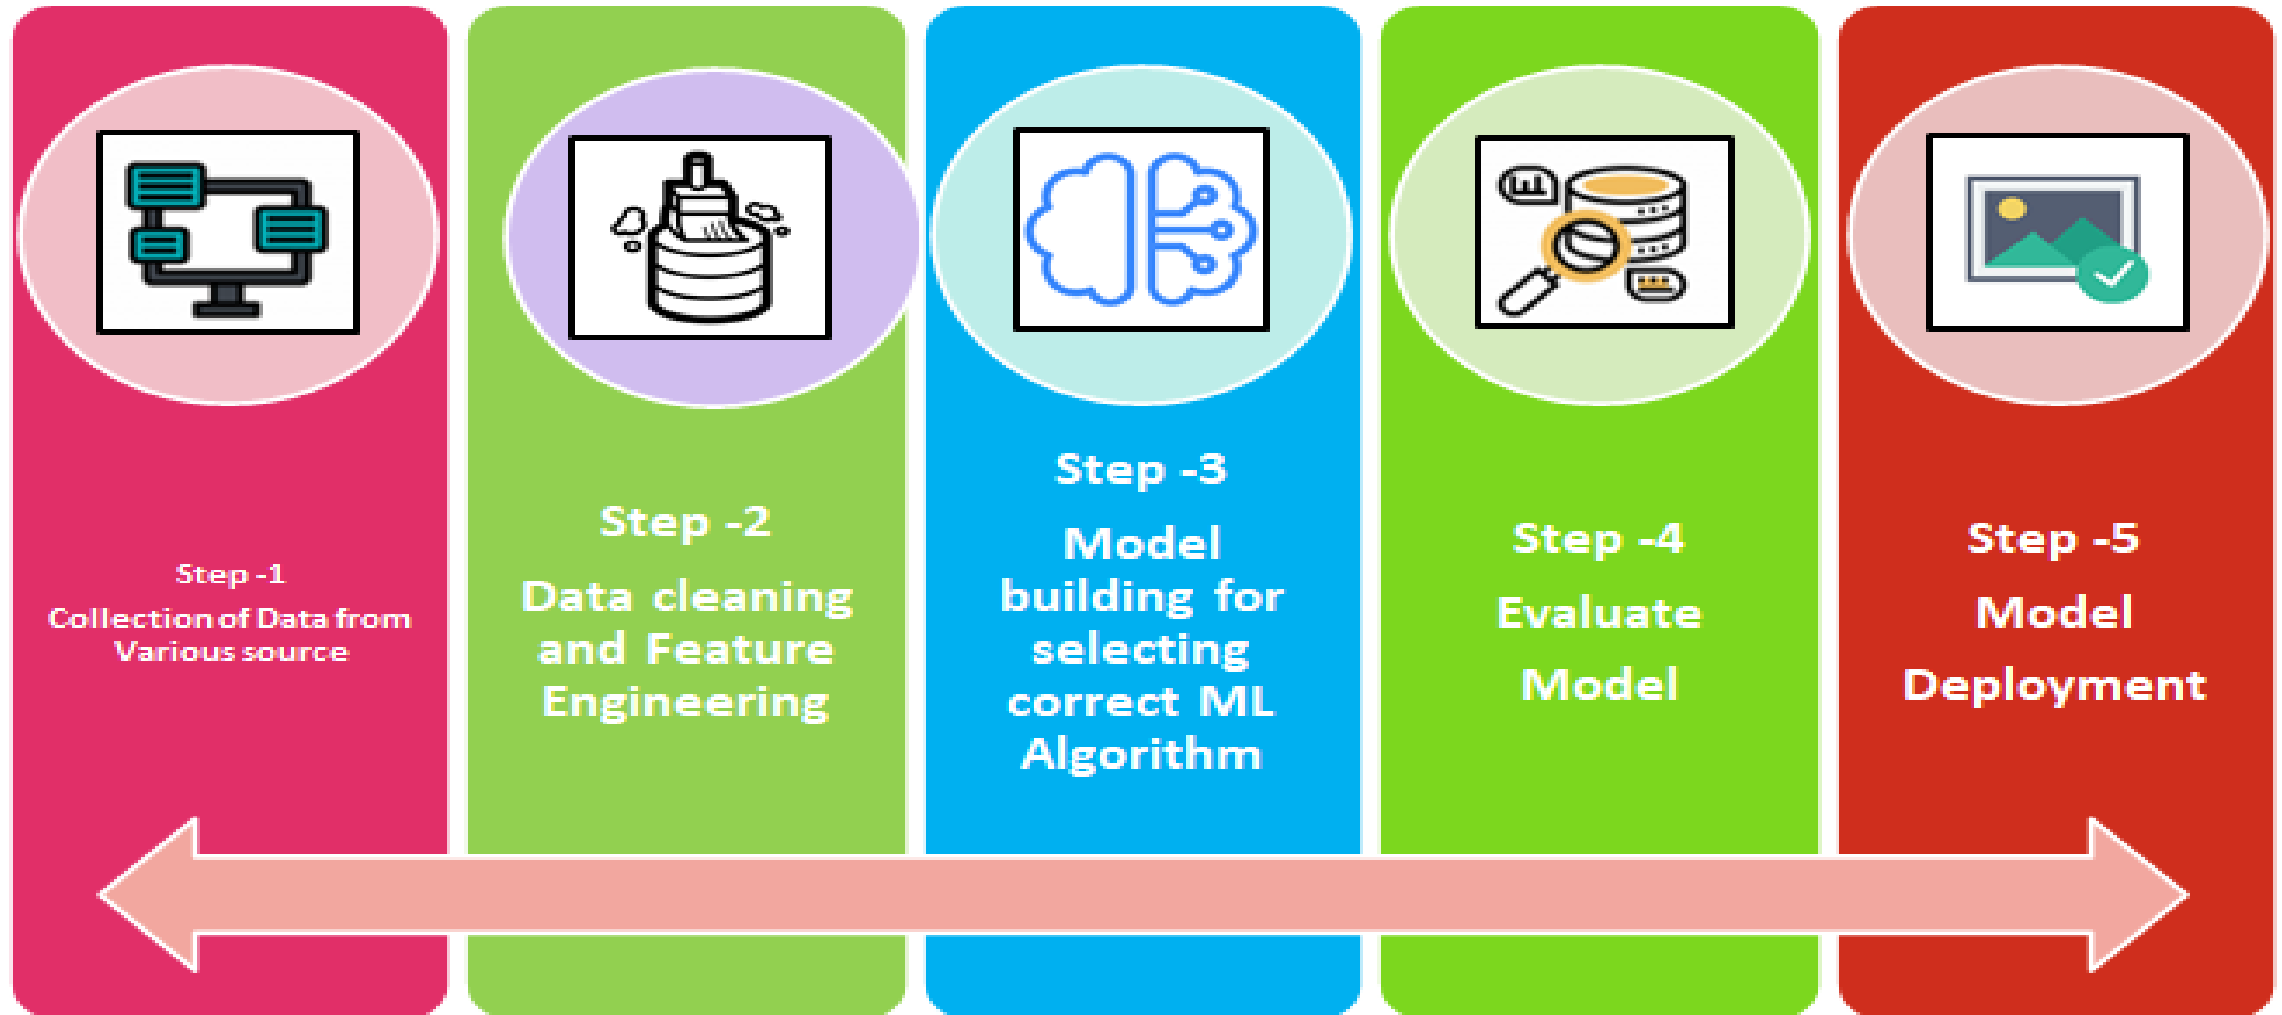 Step -1
Collection of Data from
Various source
Step -2
Data cleaning
and Feature
Engineering
Step -3
Model
building for
selecting
correct ML
Algorithm
Step -4
Evaluate
Model
Step -5
Model
Deployment